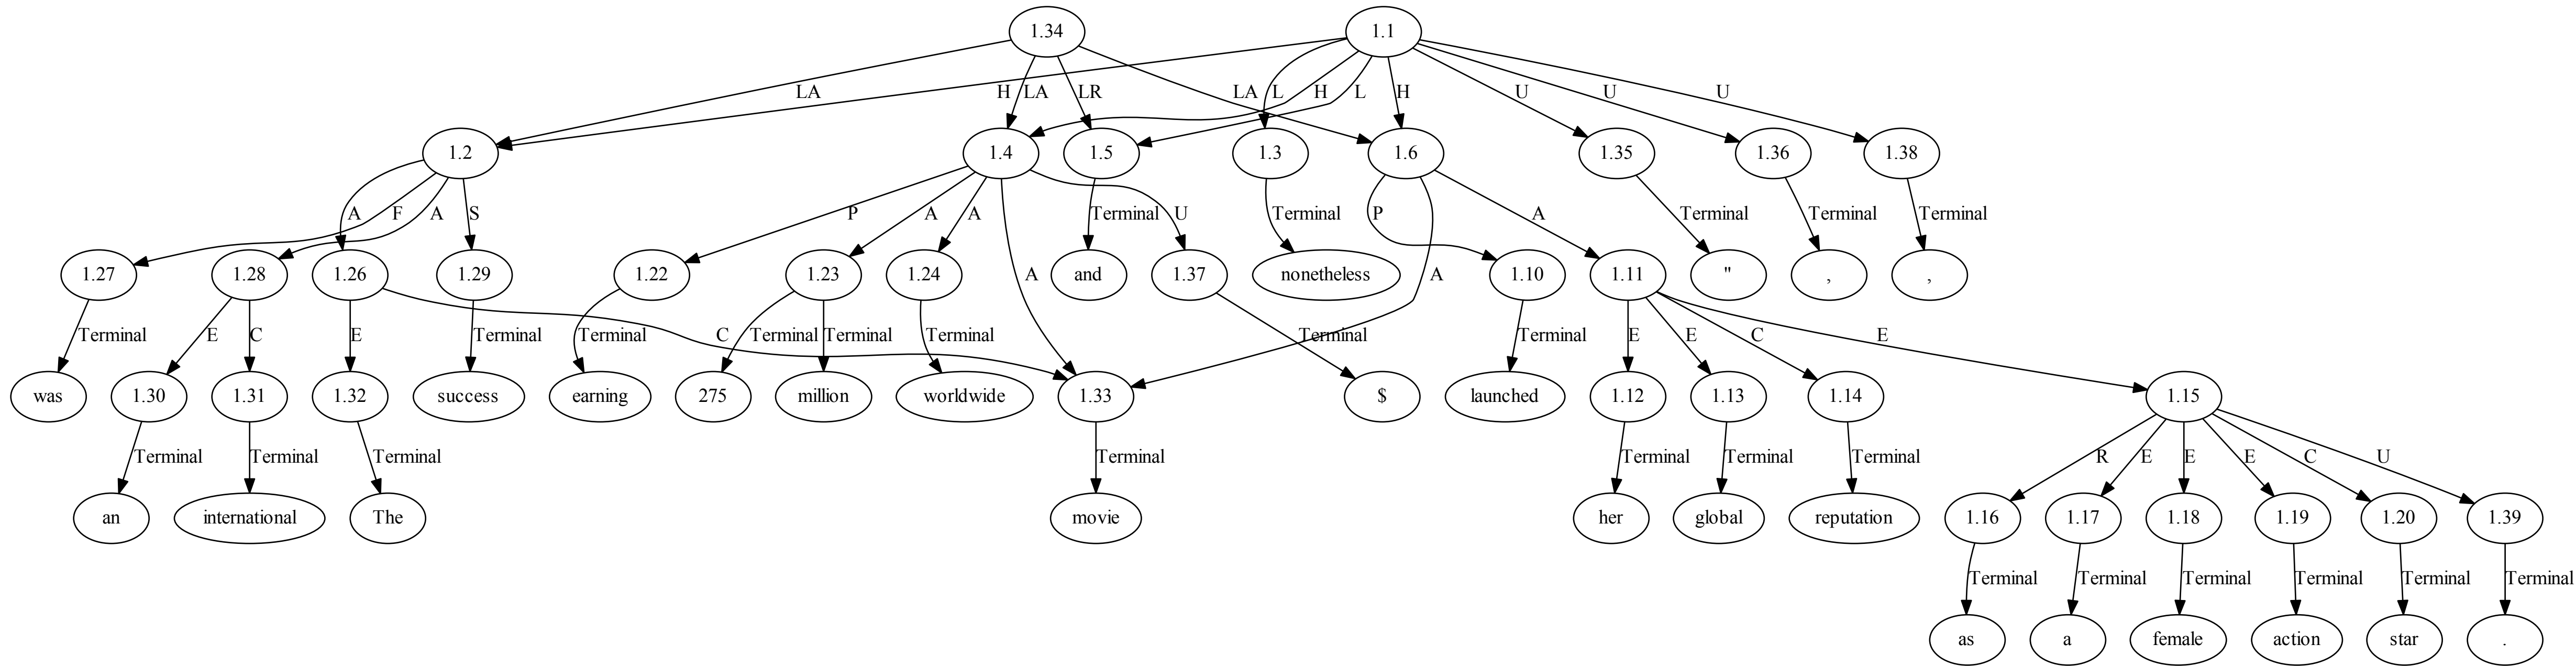 1.34 1.1
LA H LA LR LA L H L H U U U
1.2 1.4 1.5 1.3 1.6 1.35 1.36 1.38
A F A S P A A A U Terminal Terminal P A A Terminal Terminal Terminal
1.27 1.28 1.26 1.29 1.22 1.23 1.24 and 1.37 nonetheless 1.10 1.11 " , ,
Terminal E C E Terminal Terminal C Terminal Terminal Terminal Terminal Terminal E E C E
was 1.30 1.31 1.32 success earning 275 million worldwide 1.33 $ launched 1.12 1.13 1.14 1.15
Terminal Terminal Terminal Terminal Terminal Terminal Terminal R E E E C U
an international The movie her global reputation 1.16 1.17 1.18 1.19 1.20 1.39
Terminal Terminal Terminal Terminal Terminal Terminal
as a female action star .